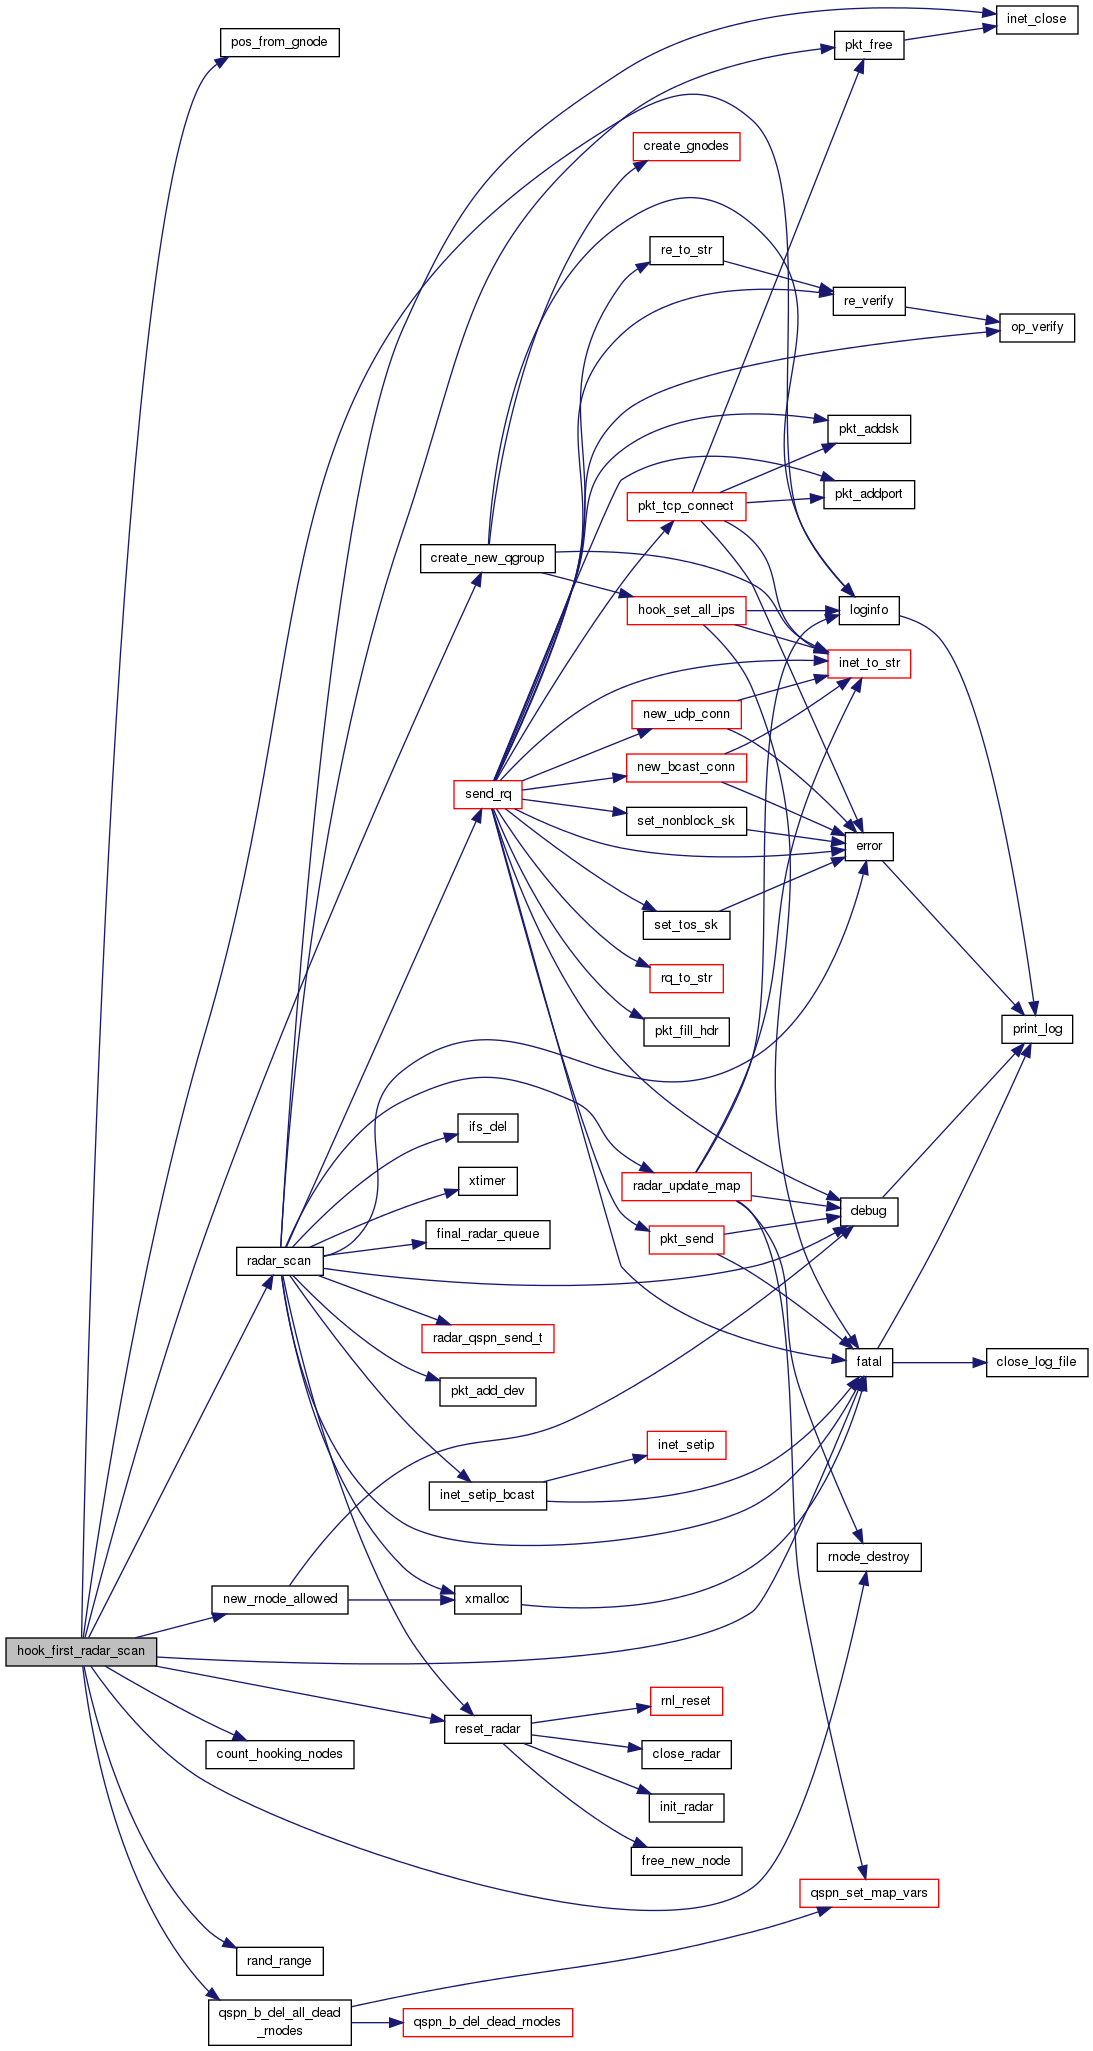 inet_close
pos_from_gnode
pkt_free
create_gnodes
re_to_str
re_verify
op_verify
pkt_addsk
pkt_addport
pkt_tcp_connect
create_new_qgroup
hook_set_all_ips
loginfo
inet_to_str
new_udp_conn
new_bcast_conn
send_rq
set_nonblock_sk
error
set_tos_sk
rq_to_str
pkt_fill_hdr
print_log
ifs_del
xtimer
radar_update_map
debug
final_radar_queue
pkt_send
radar_scan
radar_qspn_send_t
fatal
close_log_file
pkt_add_dev
inet_setip
inet_setip_bcast
rnode_destroy
new_rnode_allowed
xmalloc
hook_first_radar_scan
rnl_reset
reset_radar
count_hooking_nodes
close_radar
init_radar
free_new_node
qspn_set_map_vars
rand_range
qspn_b_del_all_dead
_rnodes
qspn_b_del_dead_rnodes